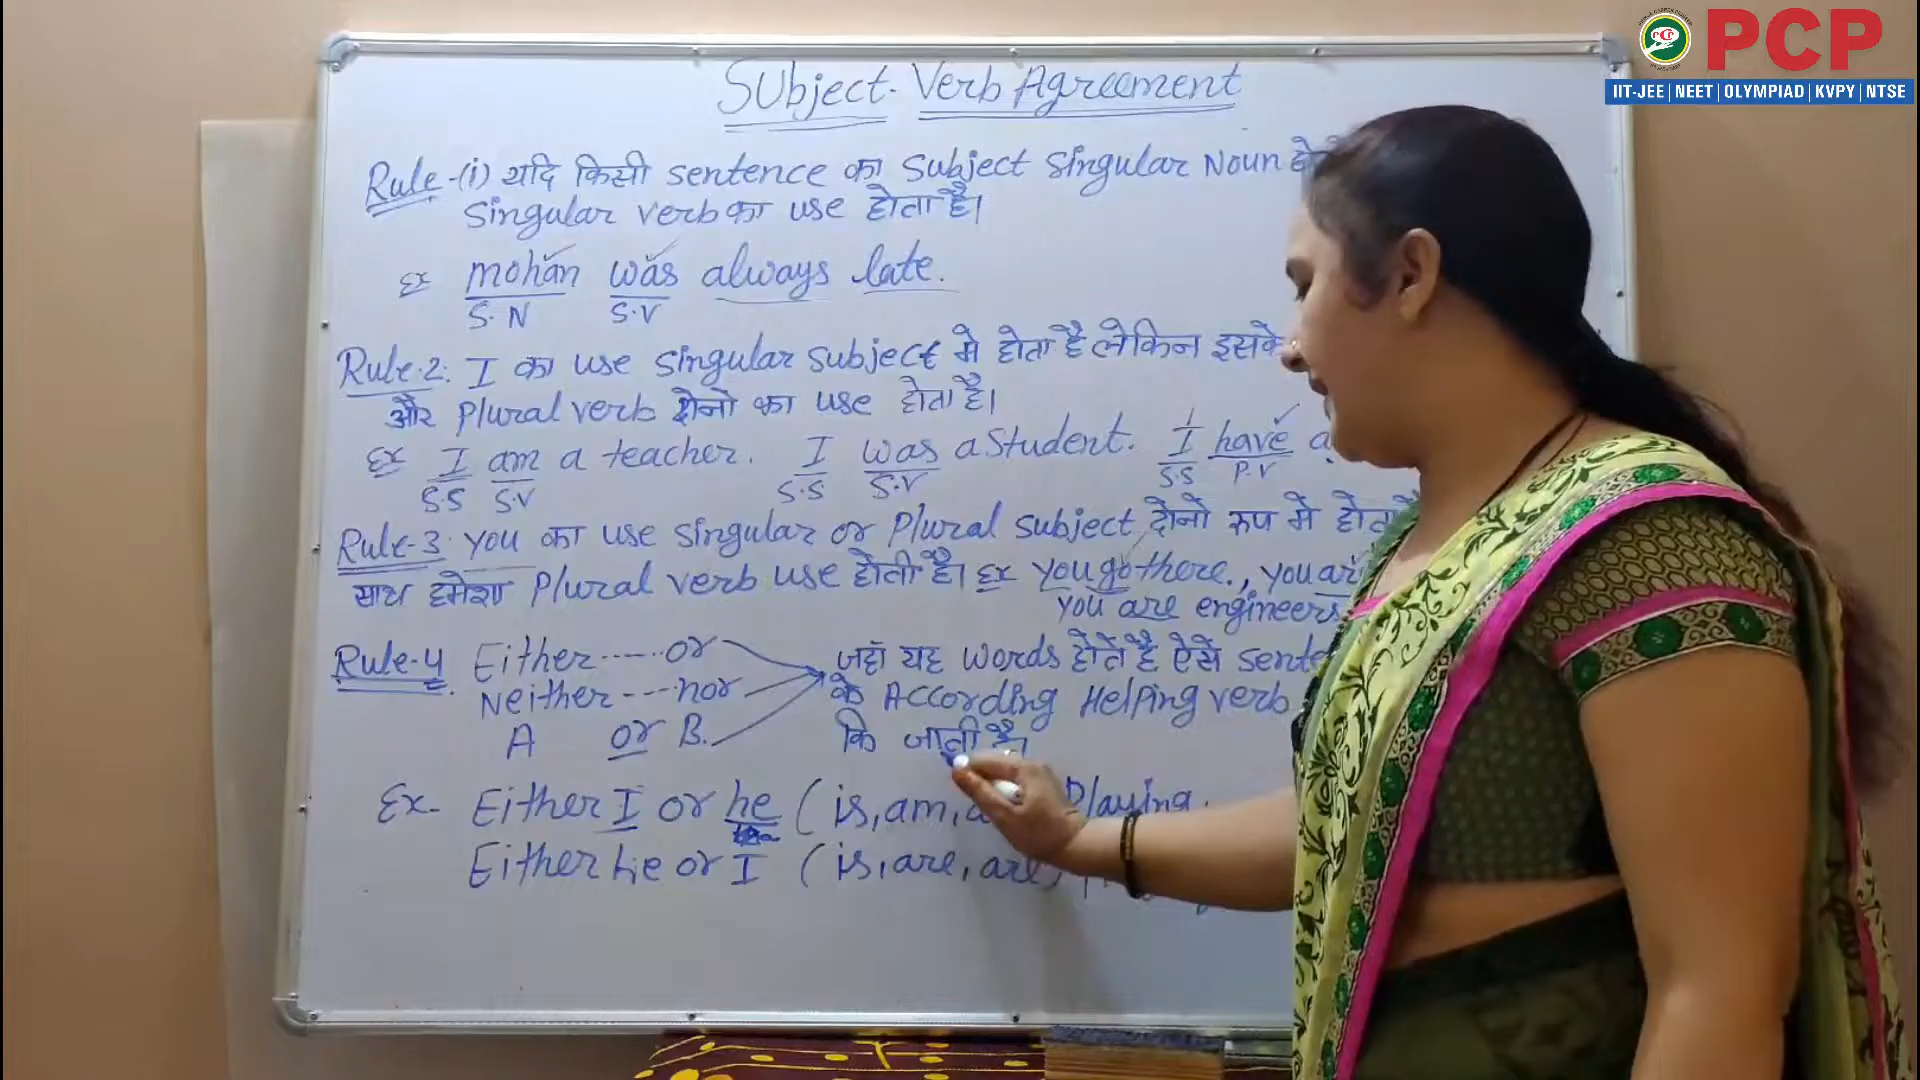 PCP
IIT-JEE | NEET | OLYMPIAD | KVPY | NTSE
Subject-Verb Agreement
Rule-(i) यदि किसी sentence का subject singular Noun
singular verb का use होता है।
Ex mohan was always late.
S.N S.V
Rule-2: I का use singular subject मे होता है लेकिन इसके
और Plural verb दोनो का use होता है।
Ex I am a teacher. I was a student. I have
S.S S.V S.S S.V S.S P.V
Rule-3. you का use singular or Plural subject दोनों रूप में
साथ हमेशा Plural verb use होती है। Ex you go there., you
you are engineers
Rule-4 Either.....or जहाँ यह words होतें है ऐसें
Neither---nor के According Helping verb
A or B. कि जाती है।
Ex- Either I or he (is, am, Playing.
Either he or I (is, are, are)